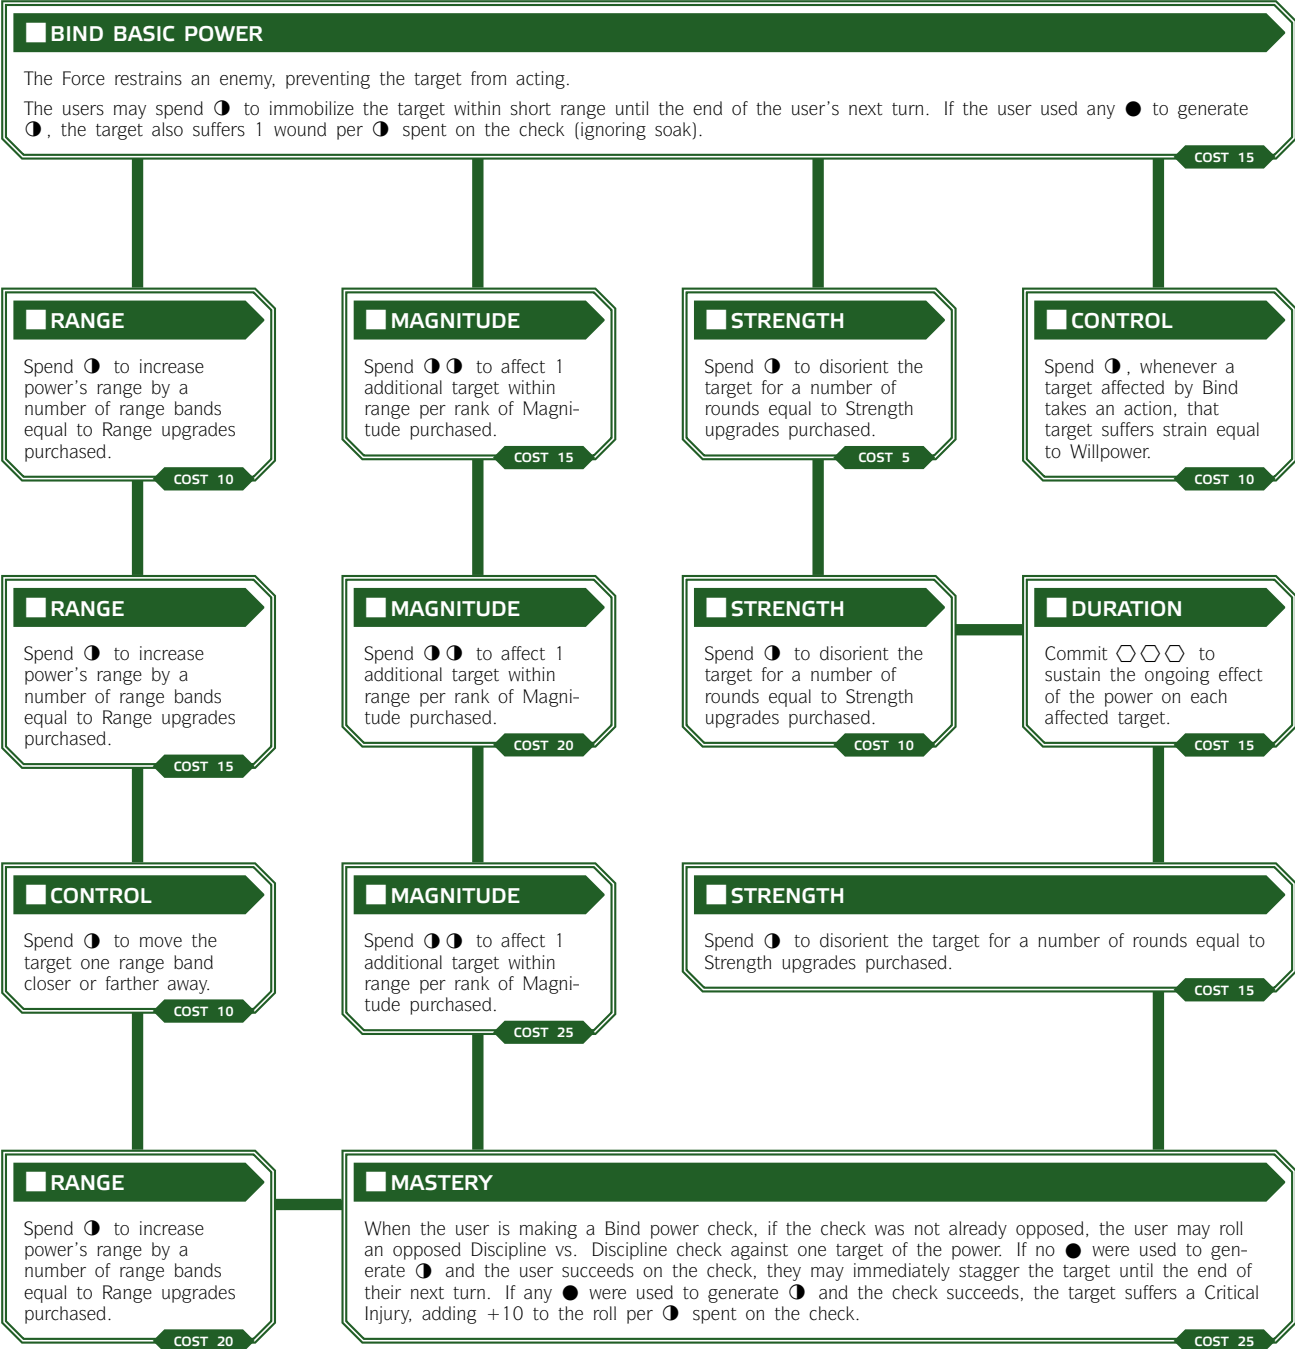 BIND BASIC POWER
The Force restrains an enemy, preventing the target from acting.
The users may spend ◑ to immobilize the target within short range until the end of the user's next turn. If the user used any ● to generate
◑, the target also suffers 1 wound per ◑ spent on the check (ignoring soak).
COST 15
RANGE
Spend ◑ to increase
power's range by a
number of range bands
equal to Range upgrades
purchased.
COST 10
MAGNITUDE
Spend ◑◑ to affect 1
additional target within
range per rank of Magni-
tude purchased.
COST 15
STRENGTH
Spend ◑ to disorient the
target for a number of
rounds equal to Strength
upgrades purchased.
COST 5
CONTROL
Spend ◑, whenever a
target affected by Bind
takes an action, that
target suffers strain equal
to Willpower.
COST 10
RANGE
Spend ◑ to increase
power's range by a
number of range bands
equal to Range upgrades
purchased.
COST 15
MAGNITUDE
Spend ◑◑ to affect 1
additional target within
range per rank of Magni-
tude purchased.
COST 20
STRENGTH
Spend ◑ to disorient the
target for a number of
rounds equal to Strength
upgrades purchased.
COST 10
DURATION
Commit ⬡⬡⬡ to
sustain the ongoing effect
of the power on each
affected target.
COST 15
CONTROL
Spend ◑ to move the
target one range band
closer or farther away.
COST 10
MAGNITUDE
Spend ◑◑ to affect 1
additional target within
range per rank of Magni-
tude purchased.
COST 25
STRENGTH
Spend ◑ to disorient the target for a number of rounds equal to
Strength upgrades purchased.
COST 15
RANGE
Spend ◑ to increase
power's range by a
number of range bands
equal to Range upgrades
purchased.
COST 20
MASTERY
When the user is making a Bind power check, if the check was not already opposed, the user may roll
an opposed Discipline vs. Discipline check against one target of the power. If no ● were used to gen-
erate ◑ and the user succeeds on the check, they may immediately stagger the target until the end of
their next turn. If any ● were used to generate ◑ and the check succeeds, the target suffers a Critical
Injury, adding +10 to the roll per ◑ spent on the check.
COST 25